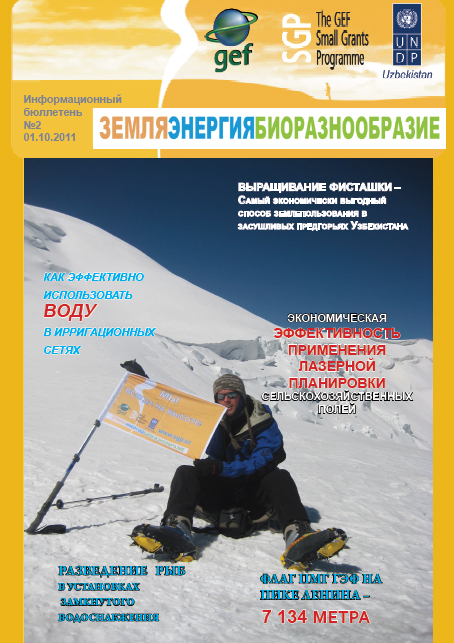 gef
SGP
The GEF
Small Grants
Programme
U N
D P
Uzbekistan
Информационный
бюллетень
№2
01.10.2011
ЗЕМЛЯЭНЕРГИЯБИОРАЗНООБРАЗИЕ
ВЫРАЩИВАНИЕ ФИСТАШКИ –
Самый экономически выгодный
способ землепользования в
засушливых предгорьях Узбекистана
КАК ЭФФЕКТИВНО
ИСПОЛЬЗОВАТЬ
ВОДУ
В ИРРИГАЦИОННЫХ
СЕТЯХ
ЭКОНОМИЧЕСКАЯ
ЭФФЕКТИВНОСТЬ
ПРИМЕНЕНИЯ
ЛАЗЕРНОЙ
ПЛАНИРОВКИ
СЕЛЬСКОХОЗЯЙСТВЕННЫХ
ПОЛЕЙ
РАЗВЕДЕНИЕ РЫБ
В УСТАНОВКАХ
ЗАМКНУТОГО
ВОДОСНАБЖЕНИЯ
ФЛАГ ПМГ ГЭФ НА
ПИКЕ ЛЕНИНА –
7 134 МЕТРА